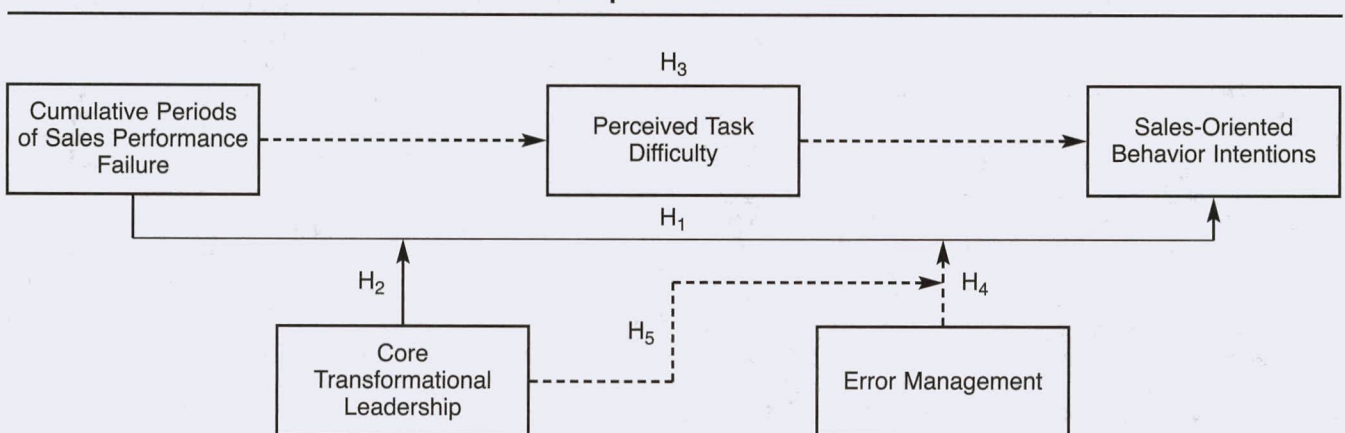 H3
Cumulative Periods
of Sales Performance
Failure
Perceived Task
Difficulty
Sales-Oriented
Behavior Intentions
H1
H2
H4
H5
Core
Transformational
Leadership
Error Management